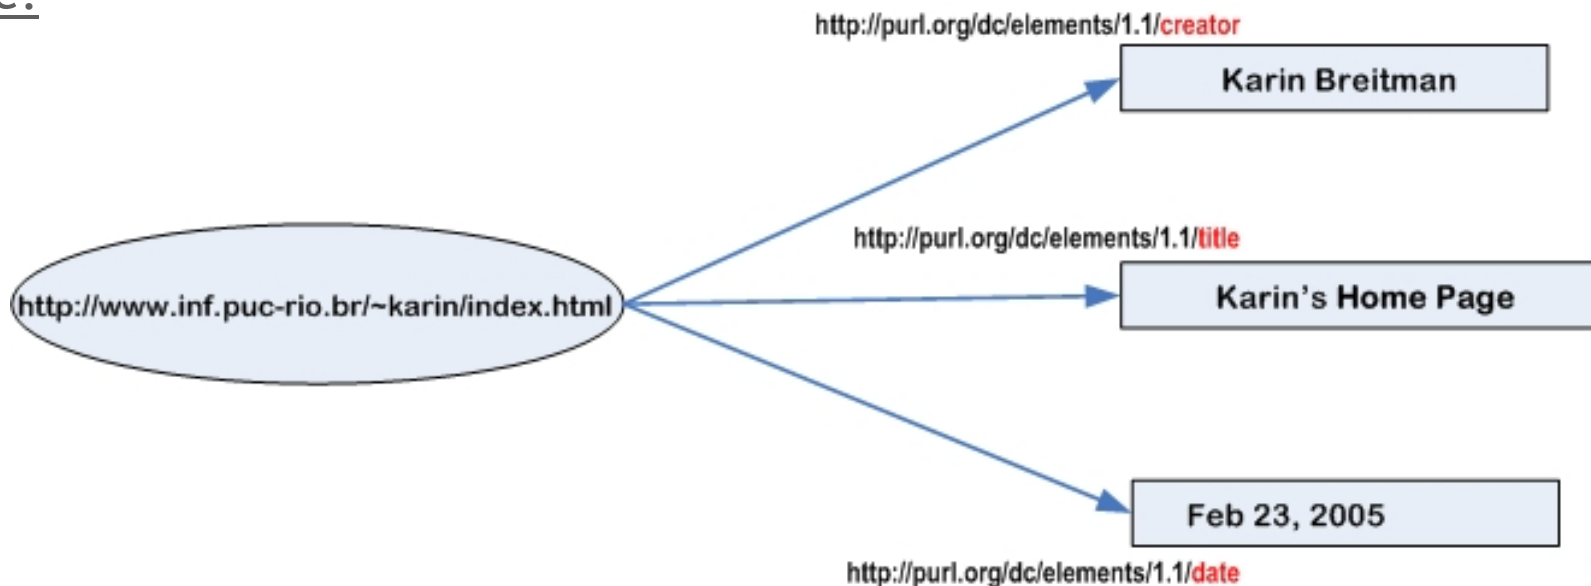 http://purl.org/dc/elements/1.1/creator
Karin Breitman
http://purl.org/dc/elements/1.1/title
http://www.inf.puc-rio.br/~karin/index.html
Karin's Home Page
Feb 23, 2005
http://purl.org/dc/elements/1.1/date